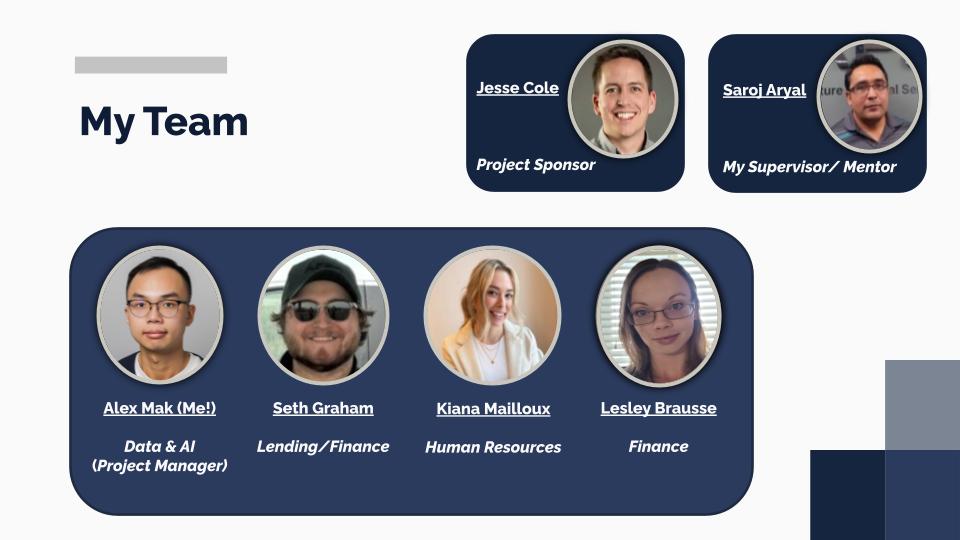 My Team
Jesse Cole
Project Sponsor
Saroj Aryal
My Supervisor/ Mentor
Alex Mak (Me!)
Data & AI
(Project Manager)
Seth Graham
Lending/Finance
Kiana Mailloux
Human Resources
Lesley Brausse
Finance